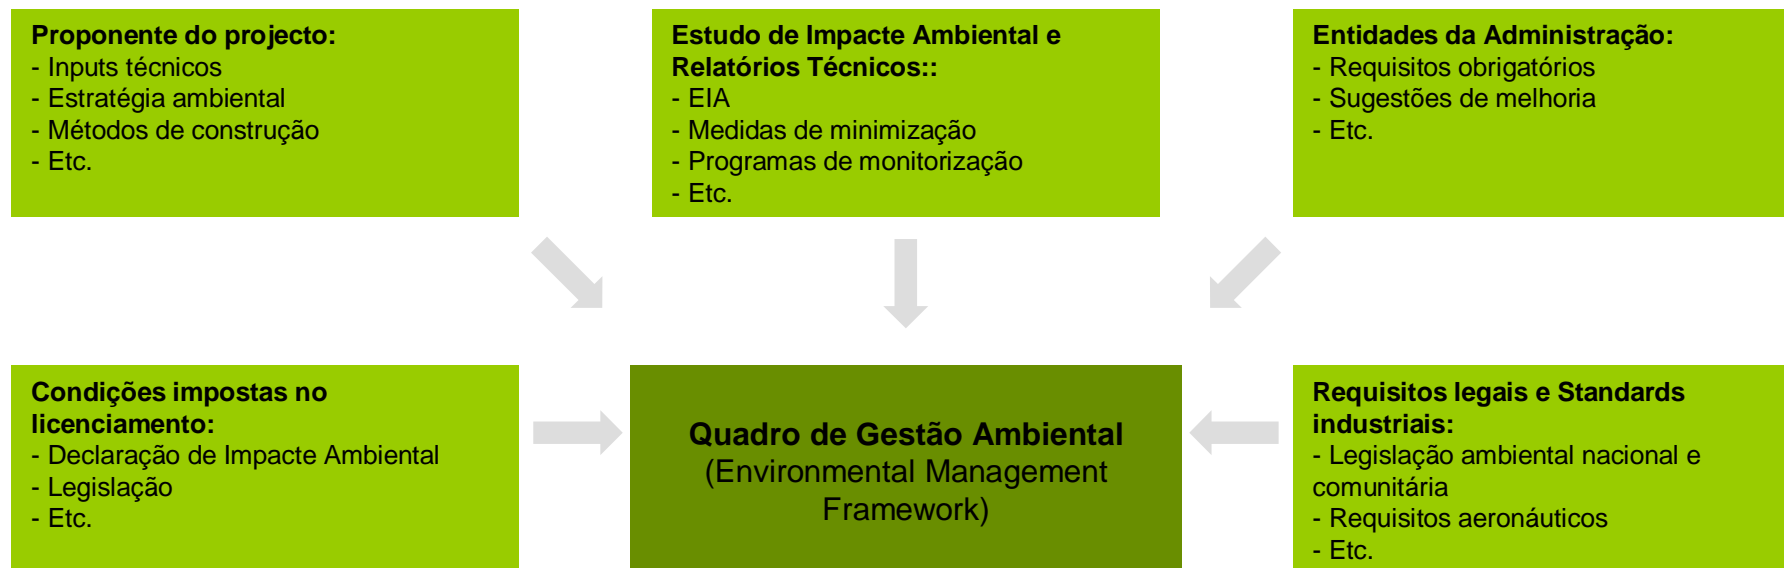 Proponente do projecto:
- Inputs técnicos
- Estratégia ambiental
- Métodos de construção
- Etc.
Estudo de Impacte Ambiental e
Relatórios Técnicos::
- EIA
- Medidas de minimização
- Programas de monitorização
- Etc.
Entidades da Administração:
- Requisitos obrigatórios
- Sugestões de melhoria
- Etc.
Condições impostas no
licenciamento:
- Declaração de Impacte Ambiental
- Legislação
- Etc.
Quadro de Gestão Ambiental
(Environmental Management
Framework)
Requisitos legais e Standards
industriais:
- Legislação ambiental nacional e
comunitária
- Requisitos aeronáuticos
- Etc.